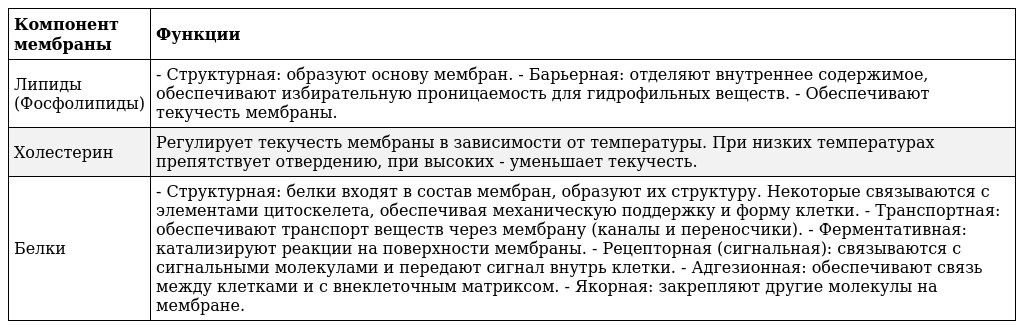 Компонент
мембраны
Функции
Липиды
(Фосфолипиды)
- Структурная: образуют основу мембран. - Барьерная: отделяют внутреннее содержимое,
обеспечивают избирательную проницаемость для гидрофильных веществ. - Обеспечивают
текучесть мембраны.
Холестерин
Регулирует текучесть мембраны в зависимости от температуры. При низких температурах
препятствует отвердению, при высоких - уменьшает текучесть.
Белки
- Структурная: белки входят в состав мембран, образуют их структуру. Некоторые связываются с
элементами цитоскелета, обеспечивая механическую поддержку и форму клетки. - Транспортная:
обеспечивают транспорт веществ через мембрану (каналы и переносчики). - Ферментативная:
катализируют реакции на поверхности мембраны. - Рецепторная (сигнальная): связываются с
сигнальными молекулами и передают сигнал внутрь клетки. - Адгезионная: обеспечивают связь
между клетками и с внеклеточным матриксом. - Якорная: закрепляют другие молекулы на
мембране.